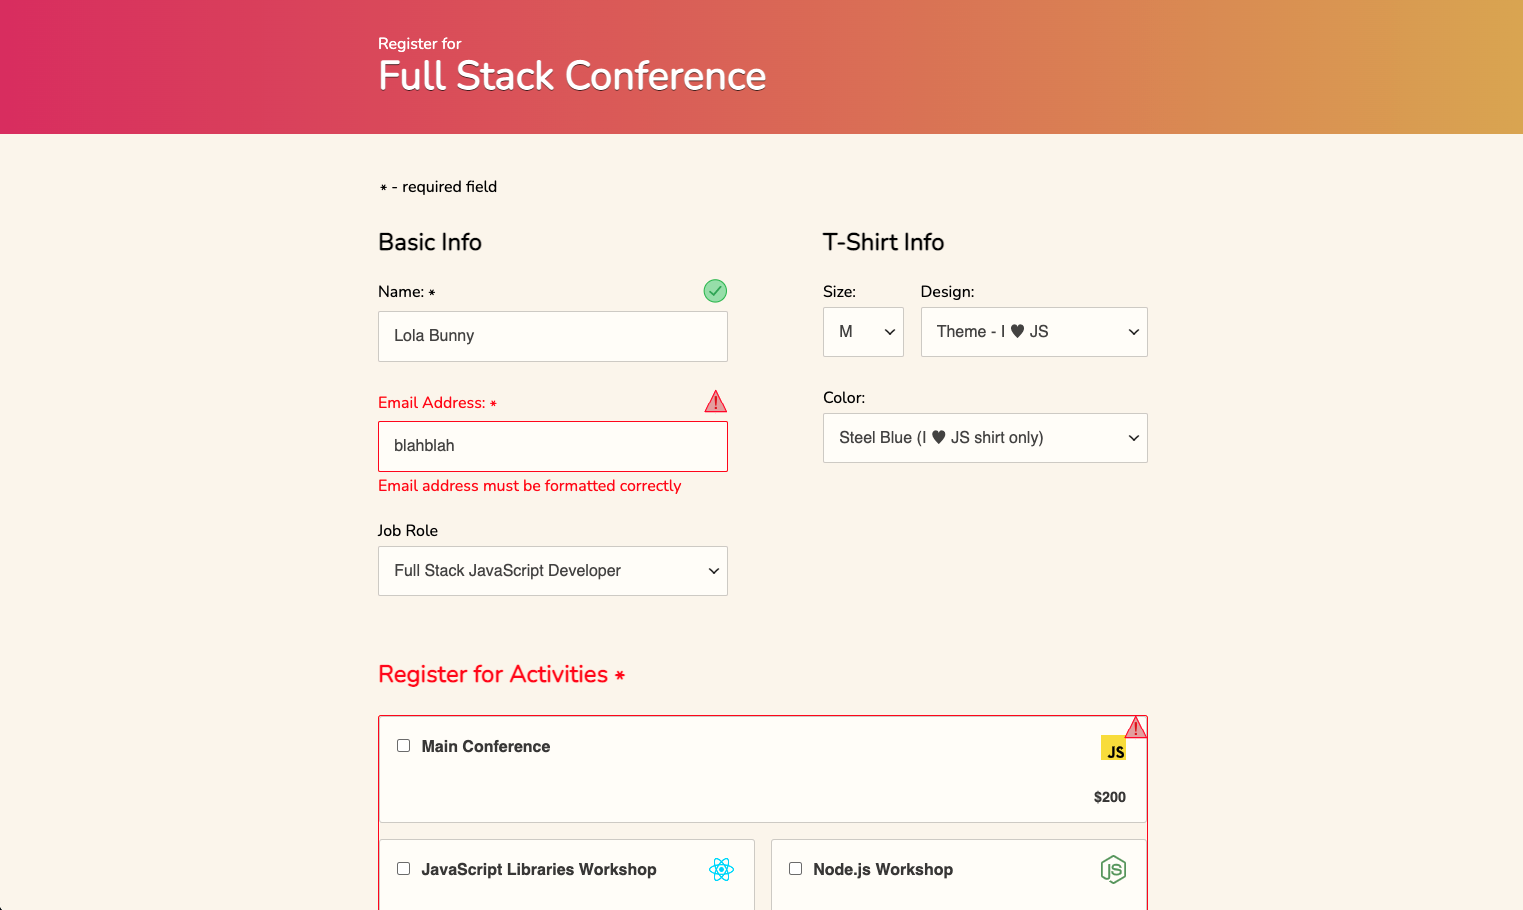 Register for
Full Stack Conference
* - required field
Basic Info
Name: *
Lola Bunny
Email Address: *
blahblah
Email address must be formatted correctly
Job Role
Full Stack JavaScript Developer
T-Shirt Info
Size:
Design:
M
Theme - I ♥ JS
Color:
Steel Blue (I ♥ JS shirt only)
Register for Activities *
Main Conference
JS
$200
JavaScript Libraries Workshop
Node.js Workshop
JS